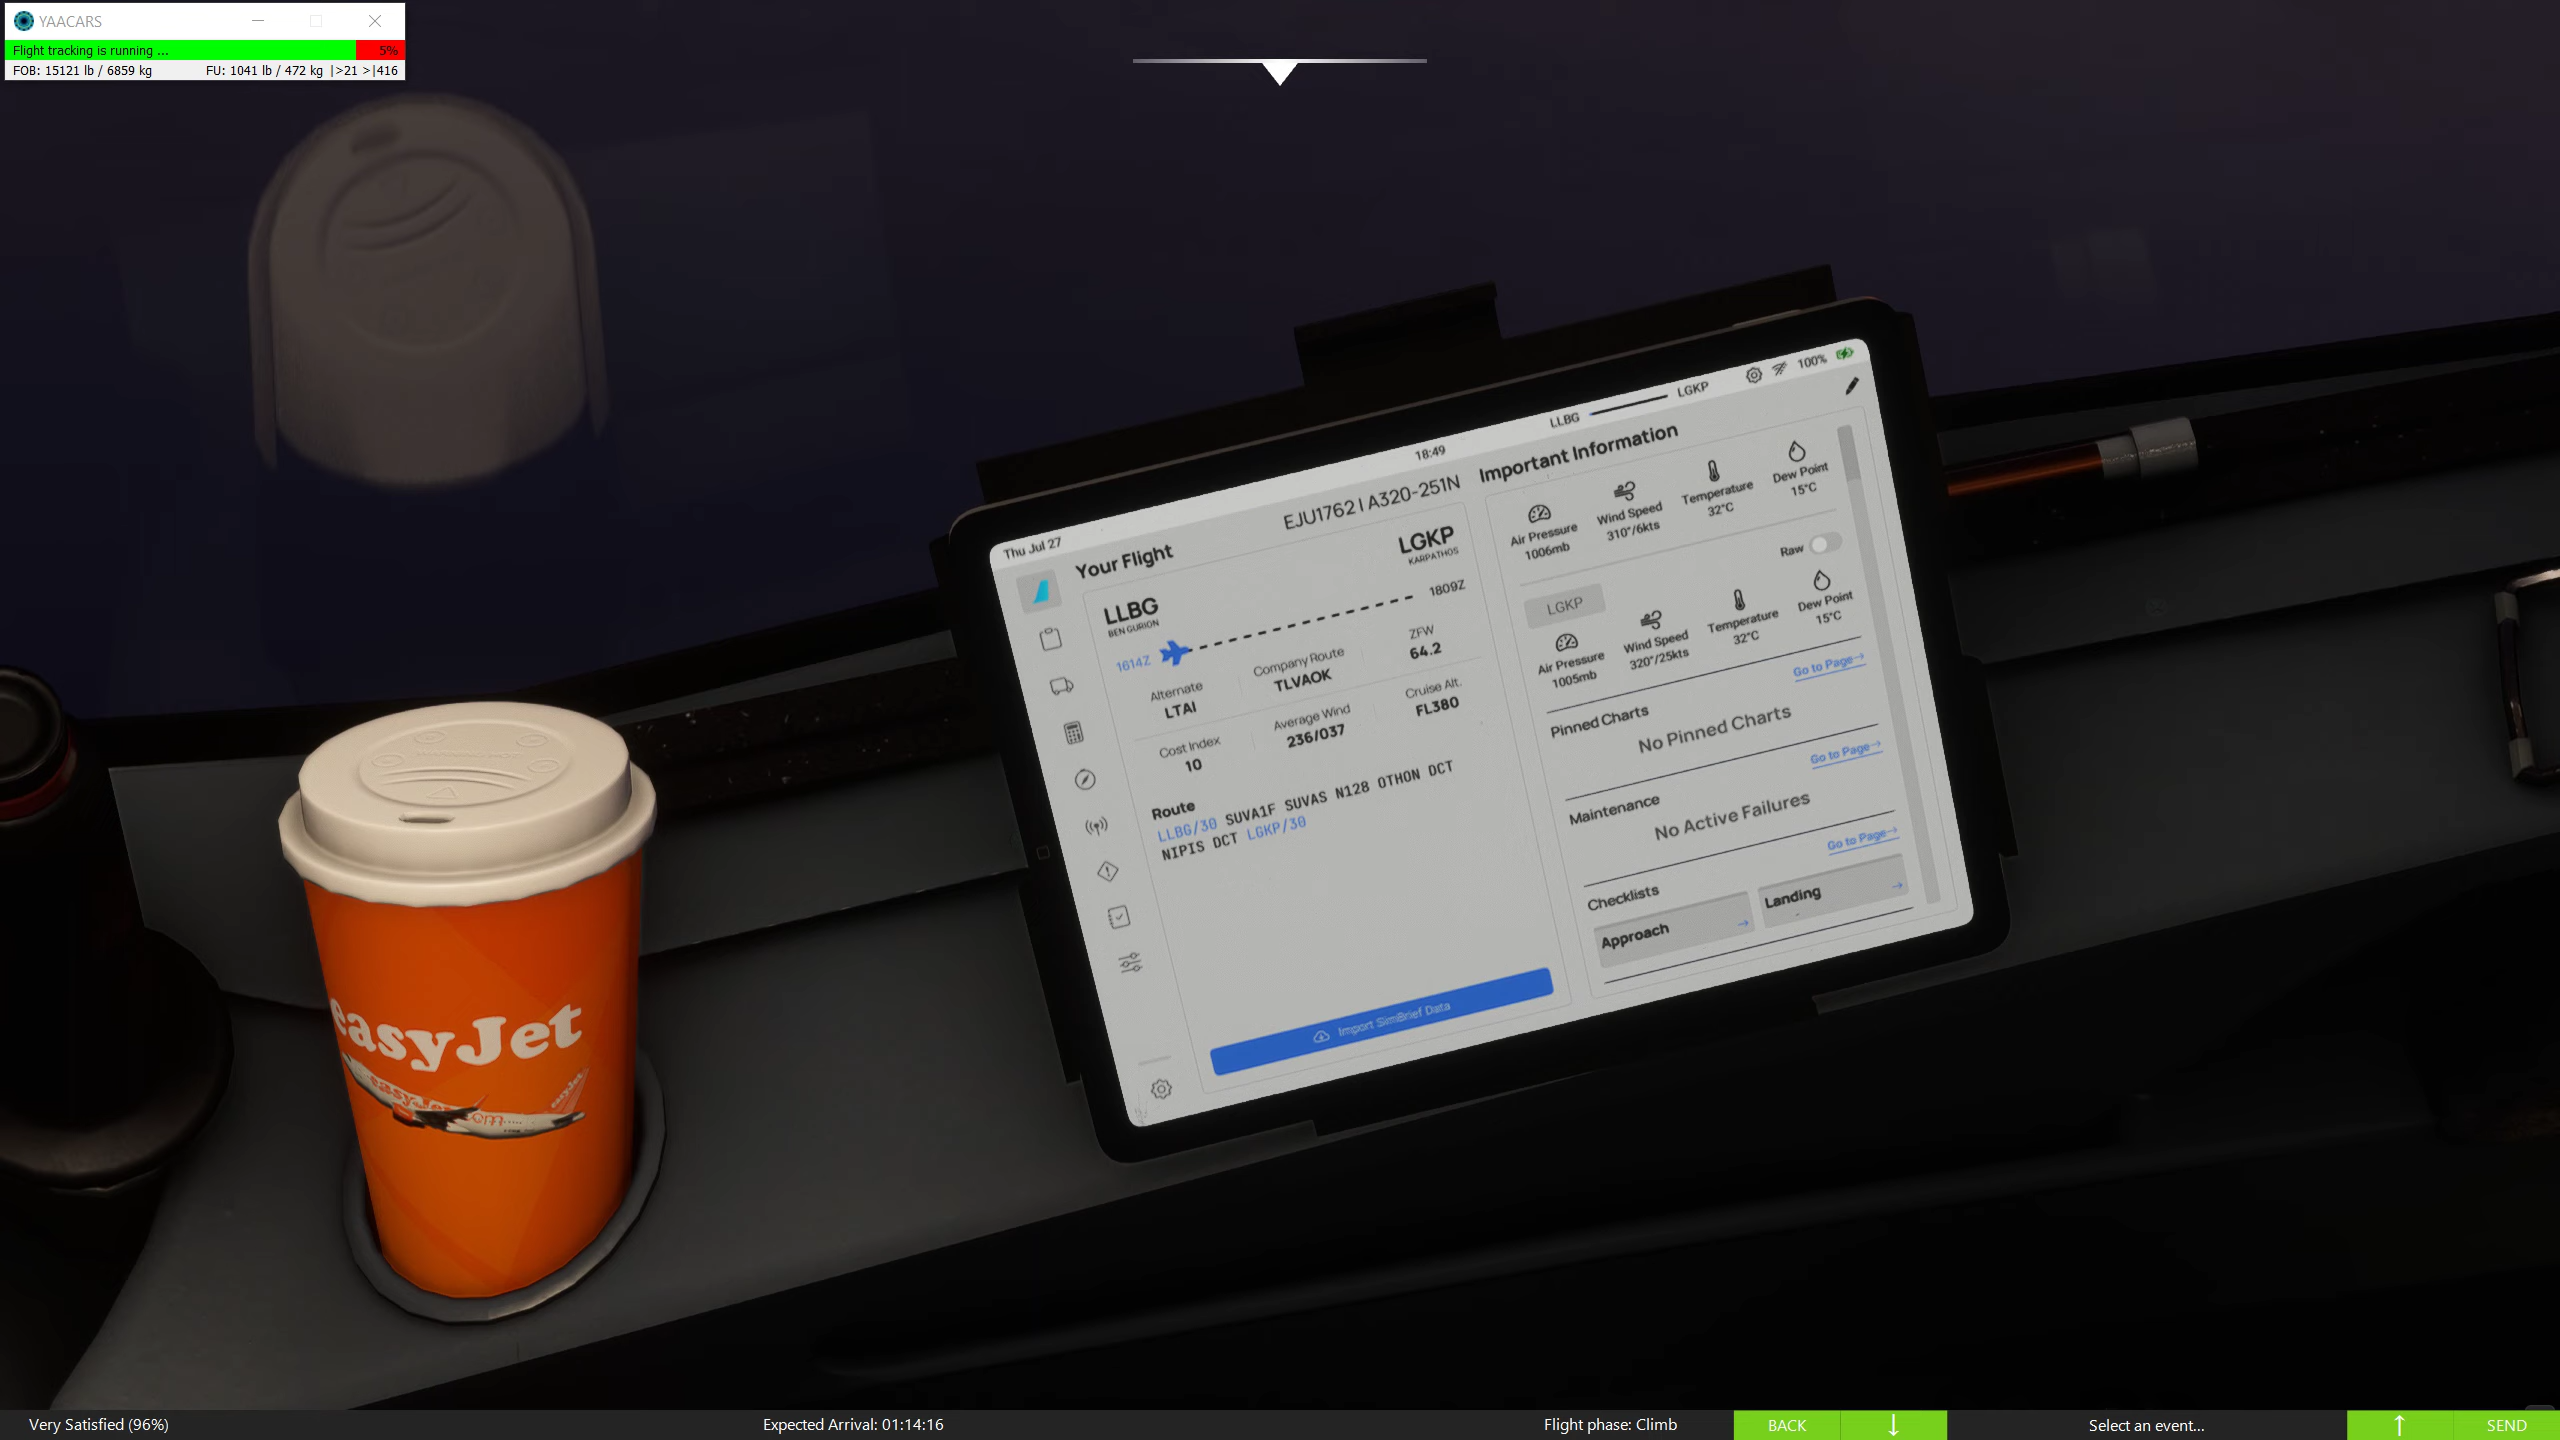 YAACARS
Flight tracking is running ... 5%
FOB: 15121 lb / 6859 kg FU: 1041 lb / 472 kg |>21 >|416
Thu Jul 27 18:49 LLBG LGKP 100%
Your Flight EJU1762 | A320-251N
LLBG LGKP
BEN GURION KARPATHOS
1614Z 1809Z
Alternate Company Route ZFW
LTAI TLVAOK 64.2
Cost Index Average Wind Cruise Alt.
10 236/037 FL380
Route
LLBG/30 SUVA1F SUVAS N128 OTHON DCT
NIPIS DCT LGKP/30
Import SimBrief Data
Important Information
Air Pressure Wind Speed Temperature Dew Point
1006mb 310°/6kts 32°C 15°C
Raw
LGKP
Air Pressure Wind Speed Temperature Dew Point
1005mb 320°/25kts 32°C 15°C
Go to Page
Pinned Charts
No Pinned Charts
Go to Page
Maintenance
No Active Failures
Go to Page
Checklists
Approach Landing
easyJet
easyJet.com
easyJet
Very Satisfied (96%) Expected Arrival: 01:14:16 Flight phase: Climb BACK ↓ Select an event... ↑ SEND